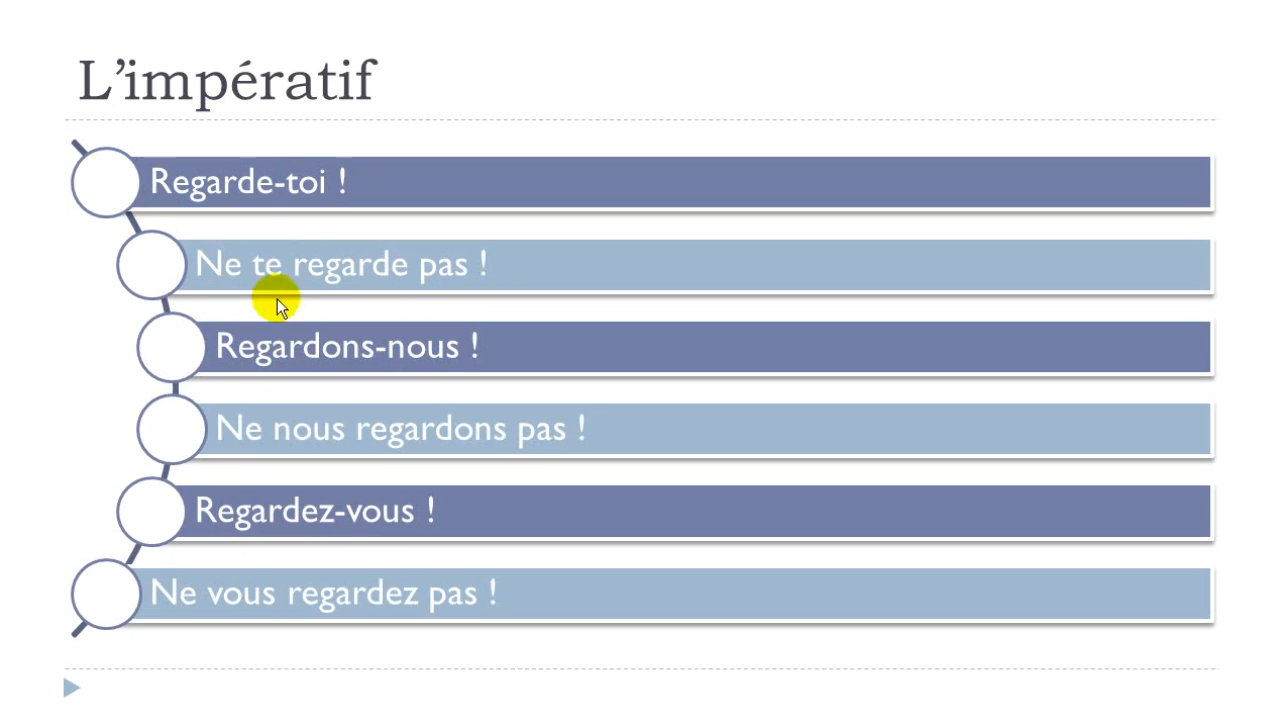 L’impératif
Regarde-toi !
Ne te regarde pas !
Regardons-nous !
Ne nous regardons pas !
Regardez-vous !
Ne vous regardez pas !